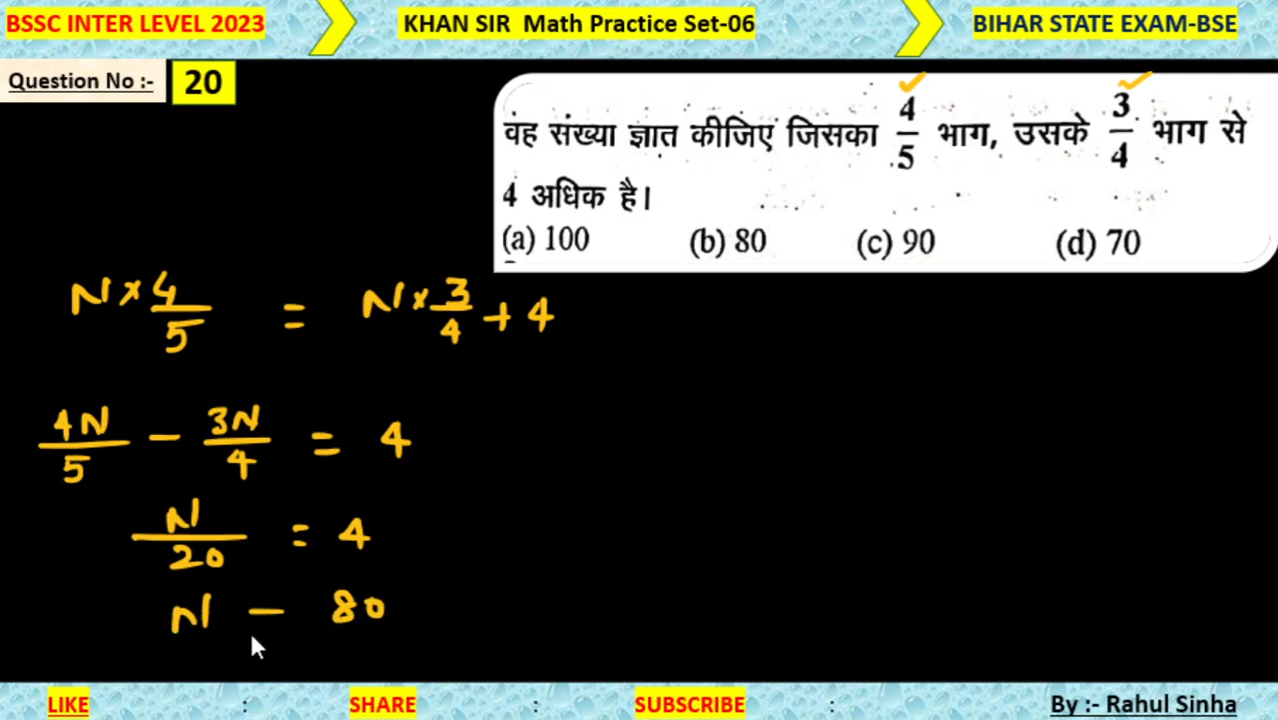 BSSC INTER LEVEL 2023 KHAN SIR Math Practice Set-06 BIHAR STATE EXAM-BSE
Question No :- 20
वह संख्या ज्ञात कीजिएं जिसका 4/5 भाग, उसके 3/4 भाग से
4 अधिक है।
(a) 100 (b) 80 (c) 90 (d) 70
N × 4/5 = N × 3/4 + 4
4N/5 - 3N/4 = 4
N/20 = 4
N - 80
LIKE : SHARE : SUBSCRIBE : By :- Rahul Sinha